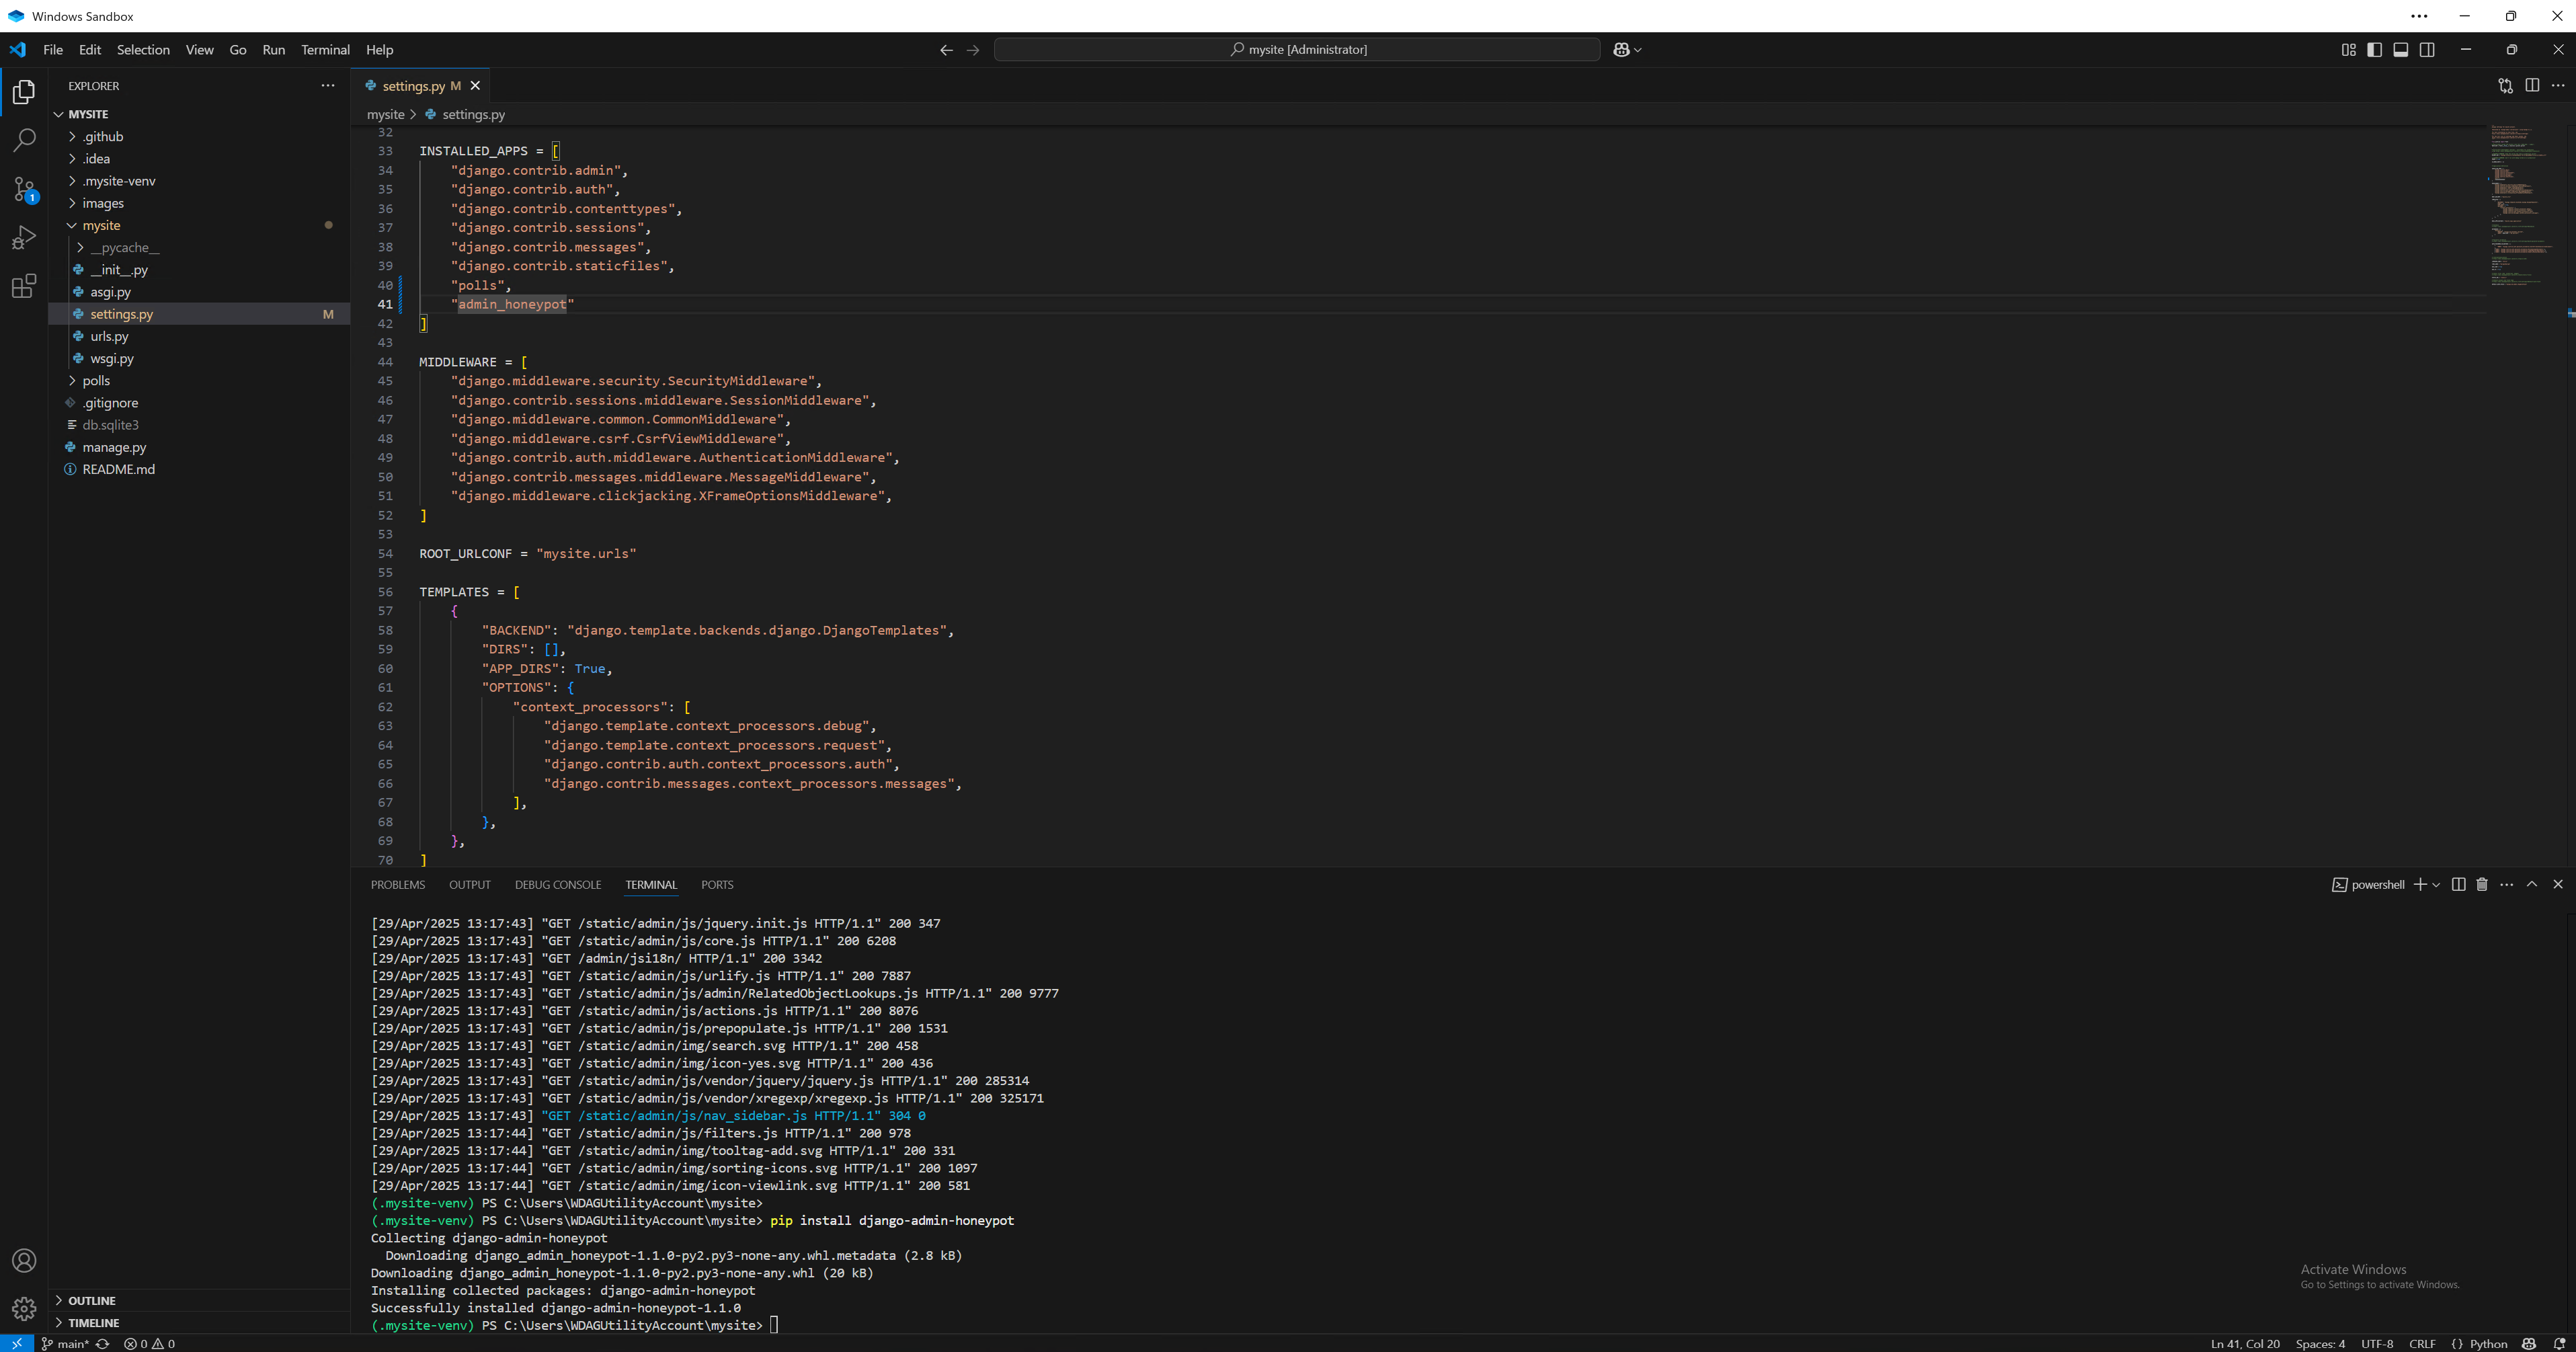 Windows Sandbox
File Edit Selection View Go Run Terminal Help
mysite [Administrator]
EXPLORER
MYSITE
.github
.idea
.mysite-venv
images
mysite
__pycache__
__init__.py
asgi.py
settings.py M
urls.py
wsgi.py
polls
.gitignore
db.sqlite3
manage.py
README.md
OUTLINE
TIMELINE
1
settings.py M
mysite > settings.py
32
33 INSTALLED_APPS = [
34 "django.contrib.admin",
35 "django.contrib.auth",
36 "django.contrib.contenttypes",
37 "django.contrib.sessions",
38 "django.contrib.messages",
39 "django.contrib.staticfiles",
40 "polls",
41 "admin_honeypot"
42 ]
43
44 MIDDLEWARE = [
45 "django.middleware.security.SecurityMiddleware",
46 "django.contrib.sessions.middleware.SessionMiddleware",
47 "django.middleware.common.CommonMiddleware",
48 "django.middleware.csrf.CsrfViewMiddleware",
49 "django.contrib.auth.middleware.AuthenticationMiddleware",
50 "django.contrib.messages.middleware.MessageMiddleware",
51 "django.middleware.clickjacking.XFrameOptionsMiddleware",
52 ]
53
54 ROOT_URLCONF = "mysite.urls"
55
56 TEMPLATES = [
57 {
58 "BACKEND": "django.template.backends.django.DjangoTemplates",
59 "DIRS": [],
60 "APP_DIRS": True,
61 "OPTIONS": {
62 "context_processors": [
63 "django.template.context_processors.debug",
64 "django.template.context_processors.request",
65 "django.contrib.auth.context_processors.auth",
66 "django.contrib.messages.context_processors.messages",
67 ],
68 },
69 },
70 ]
PROBLEMS OUTPUT DEBUG CONSOLE TERMINAL PORTS
powershell
[29/Apr/2025 13:17:43] "GET /static/admin/js/jquery.init.js HTTP/1.1" 200 347
[29/Apr/2025 13:17:43] "GET /static/admin/js/core.js HTTP/1.1" 200 6208
[29/Apr/2025 13:17:43] "GET /admin/jsi18n/ HTTP/1.1" 200 3342
[29/Apr/2025 13:17:43] "GET /static/admin/js/urlify.js HTTP/1.1" 200 7887
[29/Apr/2025 13:17:43] "GET /static/admin/js/admin/RelatedObjectLookups.js HTTP/1.1" 200 9777
[29/Apr/2025 13:17:43] "GET /static/admin/js/actions.js HTTP/1.1" 200 8076
[29/Apr/2025 13:17:43] "GET /static/admin/js/prepopulate.js HTTP/1.1" 200 1531
[29/Apr/2025 13:17:43] "GET /static/admin/img/search.svg HTTP/1.1" 200 458
[29/Apr/2025 13:17:43] "GET /static/admin/img/icon-yes.svg HTTP/1.1" 200 436
[29/Apr/2025 13:17:43] "GET /static/admin/js/vendor/jquery/jquery.js HTTP/1.1" 200 285314
[29/Apr/2025 13:17:43] "GET /static/admin/js/vendor/xregexp/xregexp.js HTTP/1.1" 200 325171
[29/Apr/2025 13:17:43] "GET /static/admin/js/nav_sidebar.js HTTP/1.1" 304 0
[29/Apr/2025 13:17:44] "GET /static/admin/js/filters.js HTTP/1.1" 200 978
[29/Apr/2025 13:17:44] "GET /static/admin/img/tooltag-add.svg HTTP/1.1" 200 331
[29/Apr/2025 13:17:44] "GET /static/admin/img/sorting-icons.svg HTTP/1.1" 200 1097
[29/Apr/2025 13:17:44] "GET /static/admin/img/icon-viewlink.svg HTTP/1.1" 200 581
(.mysite-venv) PS C:\Users\WDAGUtilityAccount\mysite>
(.mysite-venv) PS C:\Users\WDAGUtilityAccount\mysite> pip install django-admin-honeypot
Collecting django-admin-honeypot
Downloading django_admin_honeypot-1.1.0-py2.py3-none-any.whl.metadata (2.8 kB)
Downloading django_admin_honeypot-1.1.0-py2.py3-none-any.whl (20 kB)
Installing collected packages: django-admin-honeypot
Successfully installed django-admin-honeypot-1.1.0
(.mysite-venv) PS C:\Users\WDAGUtilityAccount\mysite>
Activate Windows
Go to Settings to activate Windows.
main* 0 0
Ln 41, Col 20 Spaces: 4 UTF-8 CRLF {} Python